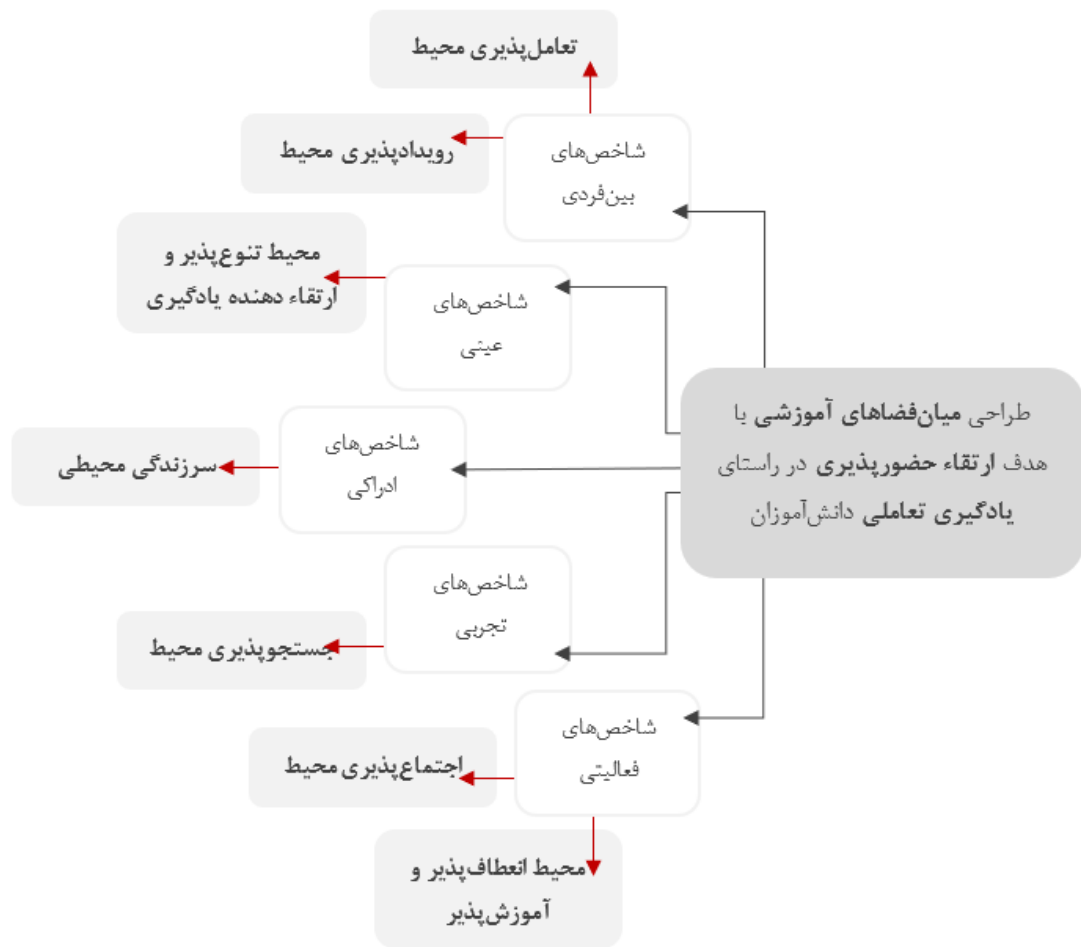 تعامل‌پذیری محیط
شاخص‌های
بین‌فردی
رویدادپذیری محیط
محیط تنوع‌پذیر و
ارتقاء دهنده یادگیری
شاخص‌های
عینی
طراحی میان‌فضاهای آموزشی با
هدف ارتقاء حضورپذیری در راستای
یادگیری تعاملی دانش‌آموزان
شاخص‌های
ادراکی
سرزندگی محیطی
شاخص‌های
تجربی
جستجوپذیری محیط
شاخص‌های
فعالیتی
اجتماع‌پذیری محیط
محیط انعطاف‌پذیر و
آموزش‌پذیر